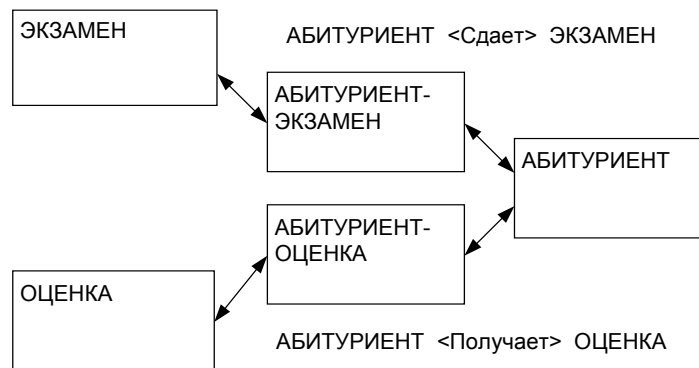 ЭКЗАМЕН
АБИТУРИЕНТ <Сдает> ЭКЗАМЕН
АБИТУРИЕНТ-
ЭКЗАМЕН
АБИТУРИЕНТ
АБИТУРИЕНТ-
ОЦЕНКА
ОЦЕНКА
АБИТУРИЕНТ <Получает> ОЦЕНКА